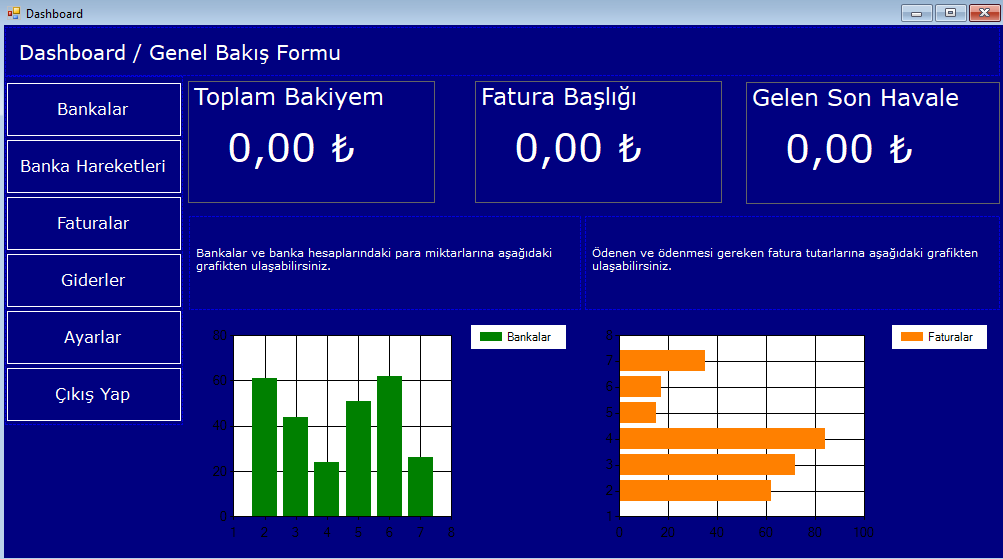 Dashboard
Dashboard / Genel Bakış Formu
Bankalar
Banka Hareketleri
Faturalar
Giderler
Ayarlar
Çıkış Yap
Toplam Bakiyem
0,00 ₺
Fatura Başlığı
0,00 ₺
Gelen Son Havale
0,00 ₺
Bankalar ve banka hesaplarındaki para miktarlarına aşağıdaki
grafikten ulaşabilirsiniz.
Ödenen ve ödenmesi gereken fatura tutarlarına aşağıdaki grafikten
ulaşabilirsiniz.
80
60
40
20
0
1 2 3 4 5 6 7 8
Bankalar
8
7
6
5
4
3
2
1
0 20 40 60 80 100
Faturalar